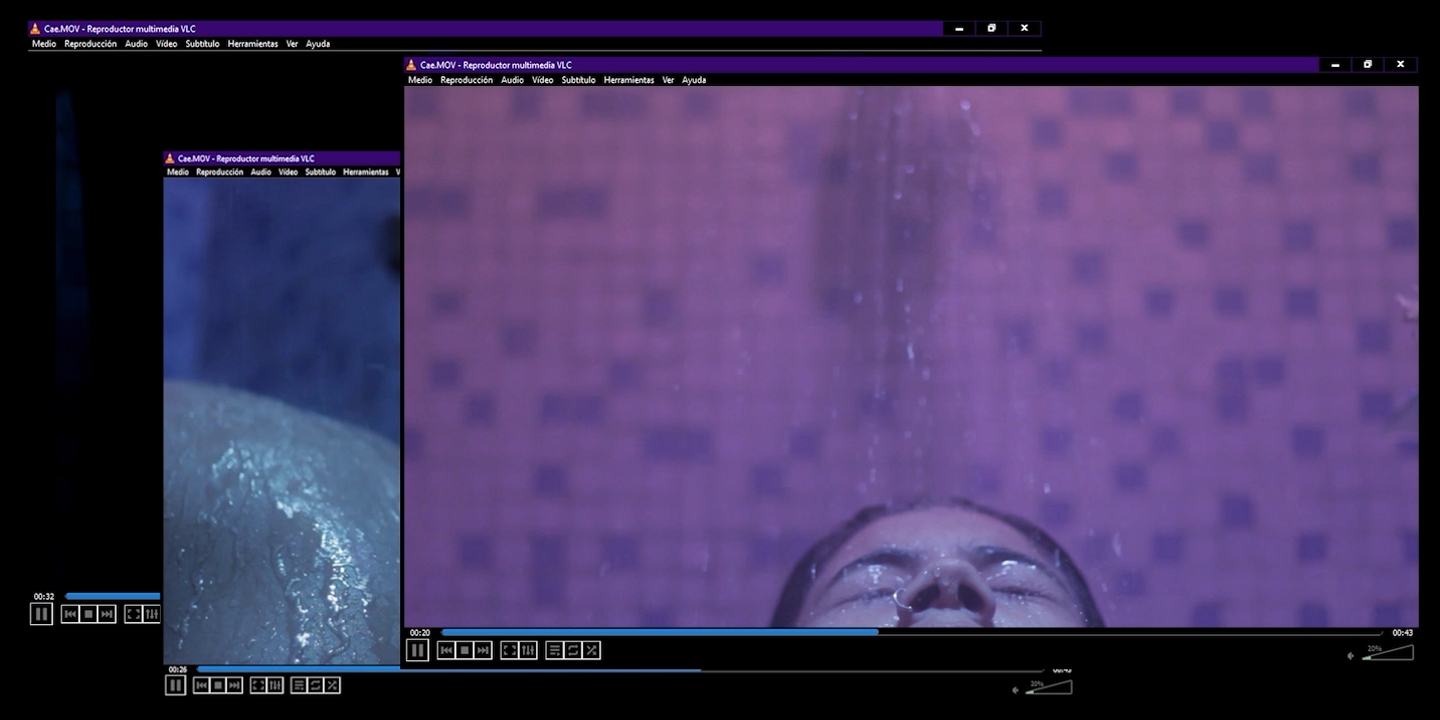 Cae.MOV - Reproductor multimedia VLC
Medio Reproducción Audio Vídeo Subtítulo Herramientas Ver Ayuda
Cae.MOV - Reproductor multimedia VLC
Medio Reproducción Audio Vídeo Subtítulo Herramientas Ver Ayuda
Cae.MOV - Reproductor multimedia VLC
Medio Reproducción Audio Vídeo Subtítulo Herramientas V
00:32
00:20
00:43
20%
00:26
20%